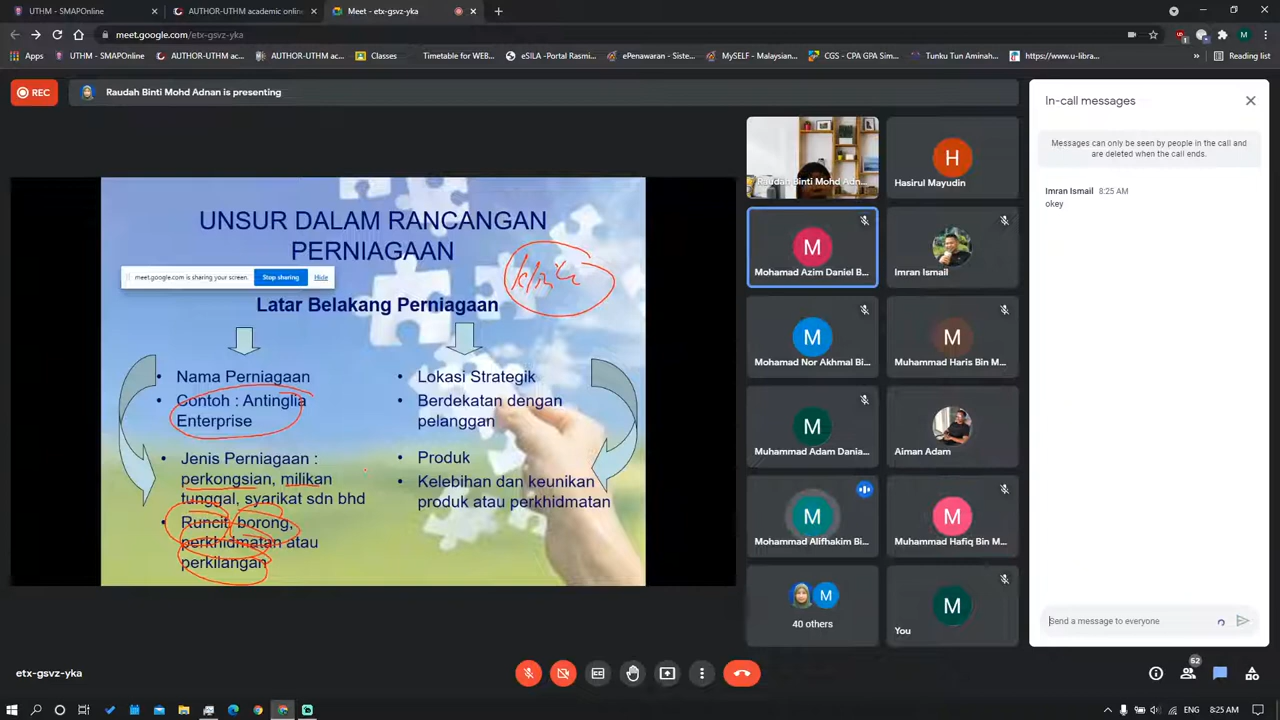 UTHM - SMAPOnline
AUTHOR-UTHM academic online
Meet - etx-gsvz-yka
meet.google.com/etx-gsvz-yka
Apps
UTHM - SMAPOnline
AUTHOR-UTHM ac...
AUTHOR-UTHM ac...
Classes
Timetable for WEB...
eSILA -Portal Rasmi...
ePenawaran - Siste...
MySELF - Malaysian...
CGS - CPA GPA Sim...
Tunku Tun Aminah...
https://www.u-libra...
»
Reading list
REC
Raudah Binti Mohd Adnan is presenting
UNSUR DALAM RANCANGAN
PERNIAGAAN
meet.google.com is sharing your screen.
Stop sharing
Hide
Latar Belakang Perniagaan
• Nama Perniagaan
• Contoh : Antinglia
Enterprise
• Jenis Perniagaan :
perkongsian, milikan
tunggal, syarikat sdn bhd
• Runcit, borong,
perkhidmatan atau
perkilangan
• Lokasi Strategik
• Berdekatan dengan
pelanggan
• Produk
• Kelebihan dan keunikan
produk atau perkhidmatan
Raudah Binti Mohd Adn...
H
Hasirul Mayudin
M
Mohamad Azim Daniel B...
Imran Ismail
M
Mohamad Nor Akhmal Bi...
M
Muhammad Haris Bin M...
M
Muhammad Adam Dania...
Aiman Adam
M
Mohammad Alifhakim Bi...
M
Muhammad Hafiq Bin M...
M
40 others
M
You
In-call messages
Messages can only be seen by people in the call and
are deleted when the call ends.
Imran Ismail 8:25 AM
okey
Send a message to everyone
etx-gsvz-yka
52
ENG
8:25 AM